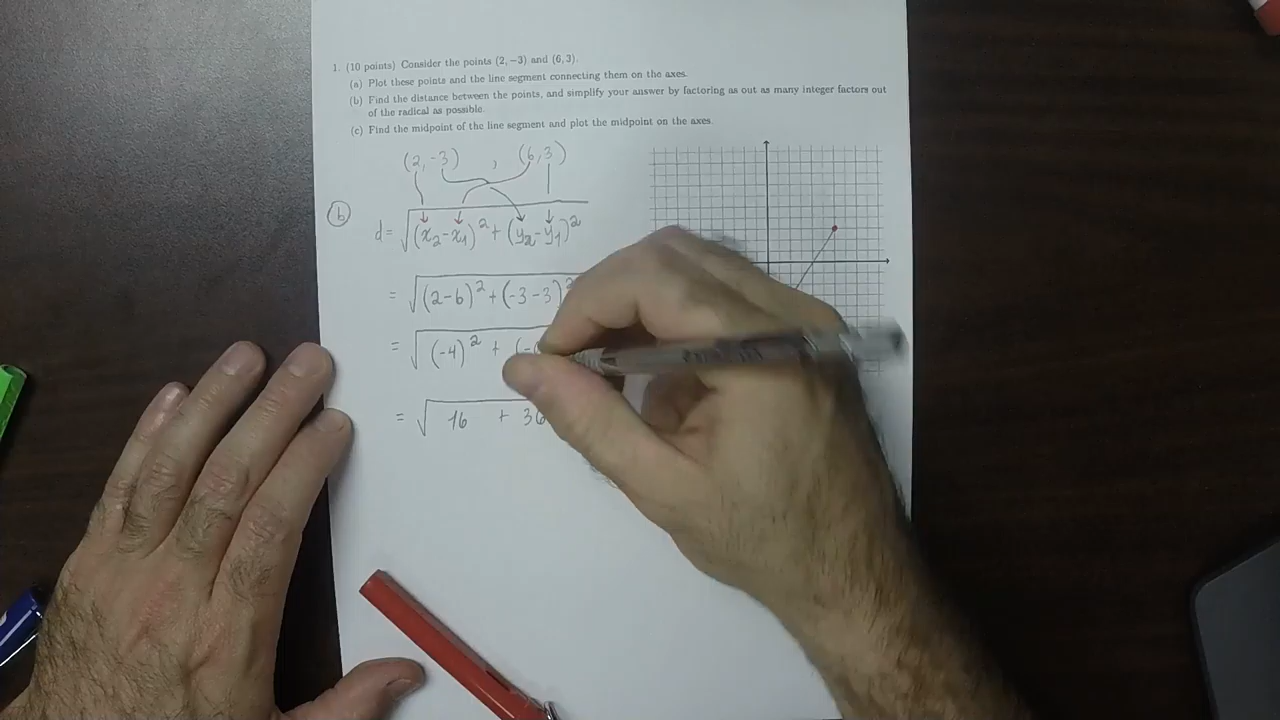 1. (10 points) Consider the points (2, −3) and (6, 3).
(a) Plot these points and the line segment connecting them on the axes.
(b) Find the distance between the points, and simplify your answer by factoring as out as many integer factors out
of the radical as possible.
(c) Find the midpoint of the line segment and plot the midpoint on the axes.
(2, -3) , (6, 3)
(b) d = √(x₂-x₁)² + (y₂-y₁)²
= √(2-6)² + (-3-3)²
= √(-4)² + (-
= √16 + 36